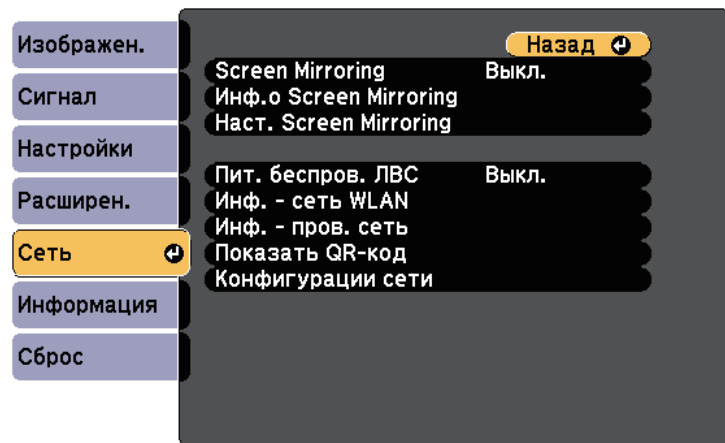 Изображен.
Сигнал
Настройки
Расширен.
Сеть
Информация
Сброс
Назад
Screen Mirroring Выкл.
Инф.о Screen Mirroring
Наст. Screen Mirroring
Пит. беспров. ЛВС Выкл.
Инф. - сеть WLAN
Инф. - пров. сеть
Показать QR-код
Конфигурации сети